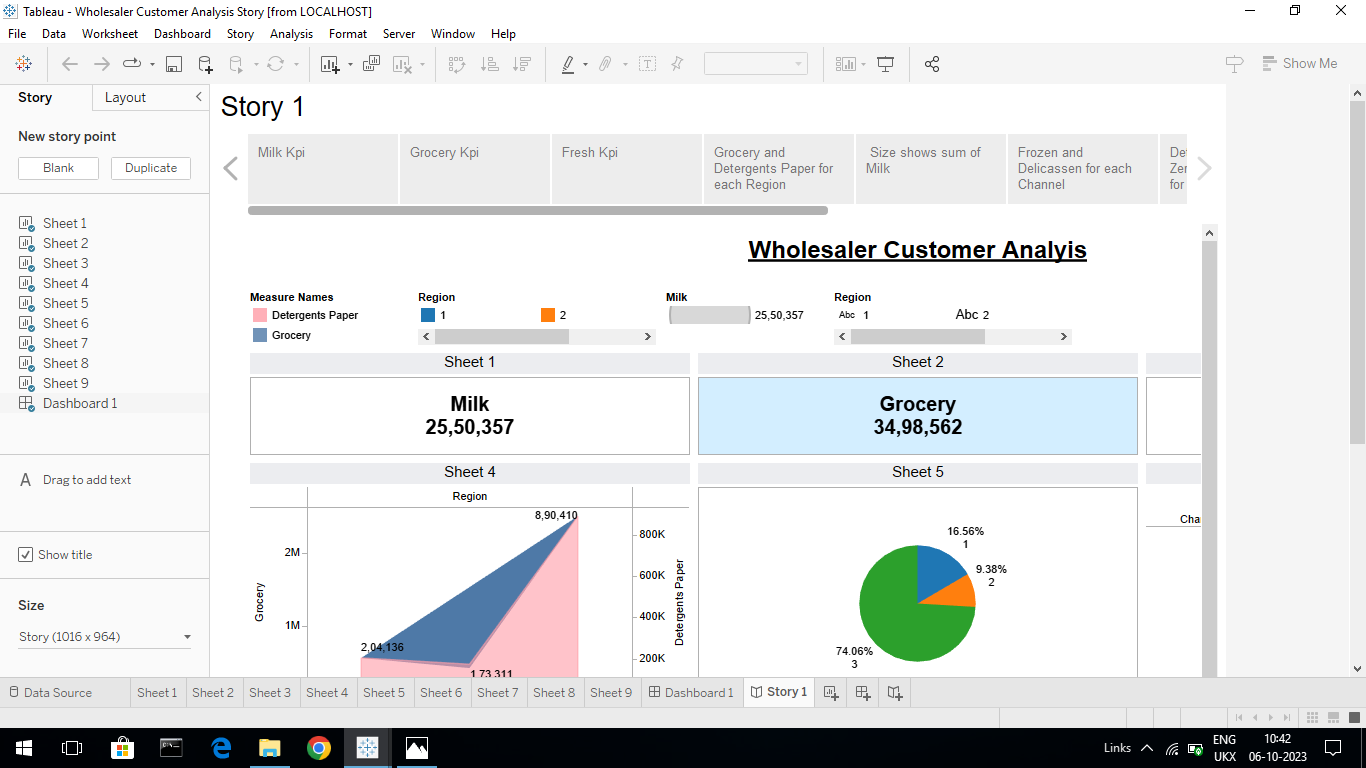 Tableau - Wholesaler Customer Analysis Story [from LOCALHOST]
File Data Worksheet Dashboard Story Analysis Format Server Window Help
Show Me
Story Layout
New story point
Blank Duplicate
Sheet 1
Sheet 2
Sheet 3
Sheet 4
Sheet 5
Sheet 6
Sheet 7
Sheet 8
Sheet 9
Dashboard 1
A Drag to add text
Show title
Size
Story (1016 x 964)
Story 1
Milk Kpi
Grocery Kpi
Fresh Kpi
Grocery and
Detergents Paper for
each Region
Size shows sum of
Milk
Frozen and
Delicassen for each
Channel
for
Wholesaler Customer Analyis
Measure Names
Detergents Paper
Grocery
Region
1 2
Milk
25,50,357
Region
Abc 1 Abc 2
Sheet 1
Milk
25,50,357
Sheet 2
Grocery
34,98,562
Sheet 4
Region
8,90,410
2M
1M
Grocery
2,04,136
1,73,311
800K
600K
400K
200K
Detergents Paper
Sheet 5
16.56%
1
9.38%
2
74.06%
3
Data Source Sheet 1 Sheet 2 Sheet 3 Sheet 4 Sheet 5 Sheet 6 Sheet 7 Sheet 8 Sheet 9 Dashboard 1 Story 1
Links ENG 10:42
UKX 06-10-2023